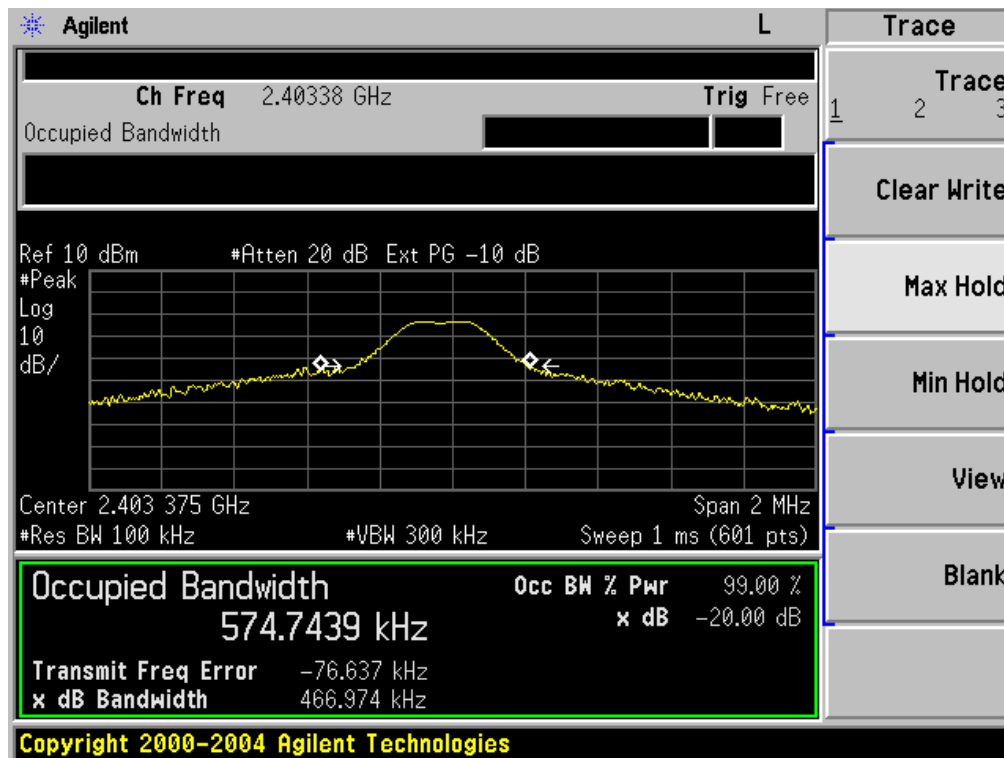 Agilent L Trace
Ch Freq 2.40338 GHz Trig Free
Occupied Bandwidth
Trace
1 2 3
Clear Write
Max Hold
Min Hold
View
Blank
Ref 10 dBm #Atten 20 dB Ext PG -10 dB
#Peak
Log
10
dB/
Center 2.403 375 GHz Span 2 MHz
#Res BW 100 kHz #VBW 300 kHz Sweep 1 ms (601 pts)
Occupied Bandwidth
574.7439 kHz
Occ BW % Pwr 99.00 %
x dB -20.00 dB
Transmit Freq Error -76.637 kHz
x dB Bandwidth 466.974 kHz
Copyright 2000-2004 Agilent Technologies